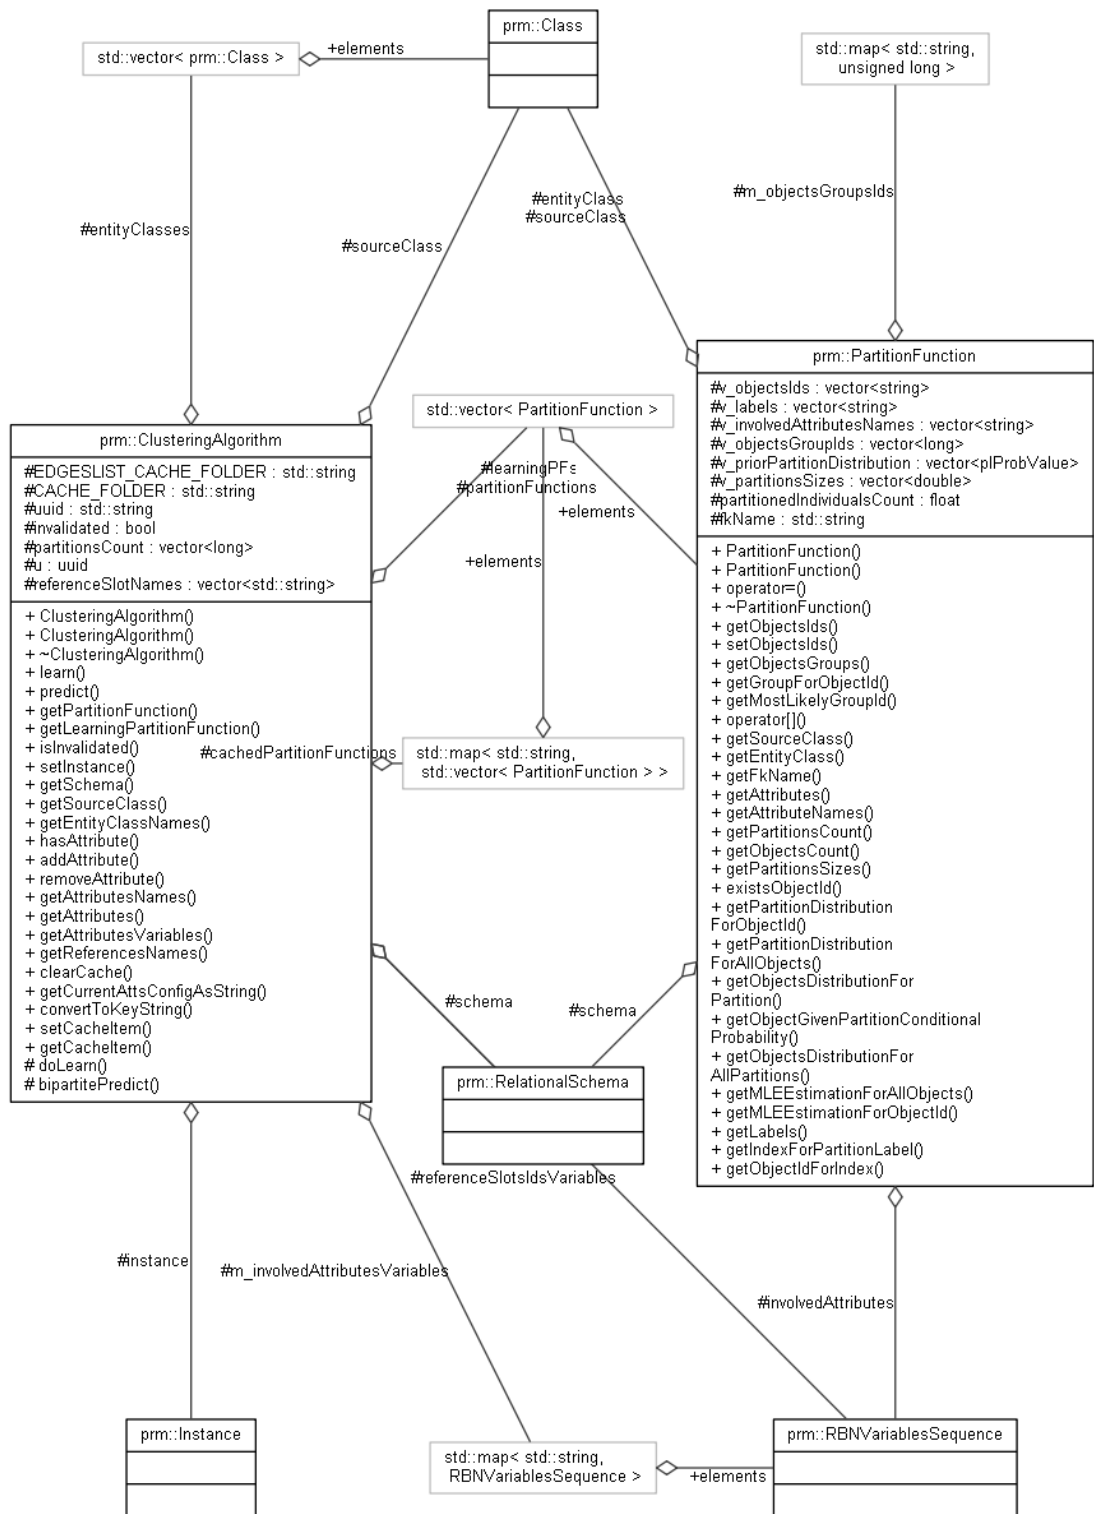 prm::Class
std::vector< prm::Class >
+elements
std::map< std::string,
unsigned long >
#m_objectsGroupsIds
#entityClass
#sourceClass
#entityClasses
#sourceClass
prm::PartitionFunction
#v_objectsIds : vector<string>
#v_labels : vector<string>
#v_involvedAttributesNames : vector<string>
#v_objectsGroupIds : vector<long>
#v_priorPartitionDistribution : vector<plProbValue>
#v_partitionsSizes : vector<double>
#partitionedIndividualsCount : float
#fkName : std::string
+ PartitionFunction()
+ PartitionFunction()
+ operator=()
+ ~PartitionFunction()
+ getObjectsIds()
+ setObjectsIds()
+ getObjectsGroups()
+ getGroupForObjectId()
+ getMostLikelyGroupId()
+ operator[]()
+ getSourceClass()
+ getEntityClass()
+ getFkName()
+ getAttributes()
+ getAttributeNames()
+ getPartitionsCount()
+ getObjectsCount()
+ getPartitionsSizes()
+ existsObjectId()
+ getPartitionDistribution
ForObjectId()
+ getPartitionDistribution
ForAllObjects()
+ getObjectsDistributionFor
Partition()
+ getObjectGivenPartitionConditional
Probability()
+ getObjectsDistributionFor
AllPartitions()
+ getMLEEstimationForAllObjects()
+ getMLEEstimationForObjectId()
+ getLabels()
+ getIndexForPartitionLabel()
+ getObjectIdForIndex()
std::vector< PartitionFunction >
#learningPFs
#partitionFunctions
+elements
+elements
prm::ClusteringAlgorithm
#EDGESLIST_CACHE_FOLDER : std::string
#CACHE_FOLDER : std::string
#uuid : std::string
#invalidated : bool
#partitionsCount : vector<long>
#u : uuid
#referenceSlotNames : vector<std::string>
+ ClusteringAlgorithm()
+ ClusteringAlgorithm()
+ ~ClusteringAlgorithm()
+ learn()
+ predict()
+ getPartitionFunction()
+ getLearningPartitionFunction()
+ isInvalidated()
+ setInstance()
+ getSchema()
+ getSourceClass()
+ getEntityClassNames()
+ hasAttribute()
+ addAttribute()
+ removeAttribute()
+ getAttributesNames()
+ getAttributes()
+ getAttributesVariables()
+ getReferencesNames()
+ clearCache()
+ getCurrentAttsConfigAsString()
+ convertToKeyString()
+ setCacheItem()
+ getCacheItem()
# doLearn()
# bipartitePredict()
#cachedPartitionFunctions
std::map< std::string,
std::vector< PartitionFunction > >
#schema
#schema
prm::RelationalSchema
#referenceSlotsIdsVariables
#instance
#m_involvedAttributesVariables
#involvedAttributes
prm::Instance
std::map< std::string,
RBNVariablesSequence >
+elements
prm::RBNVariablesSequence